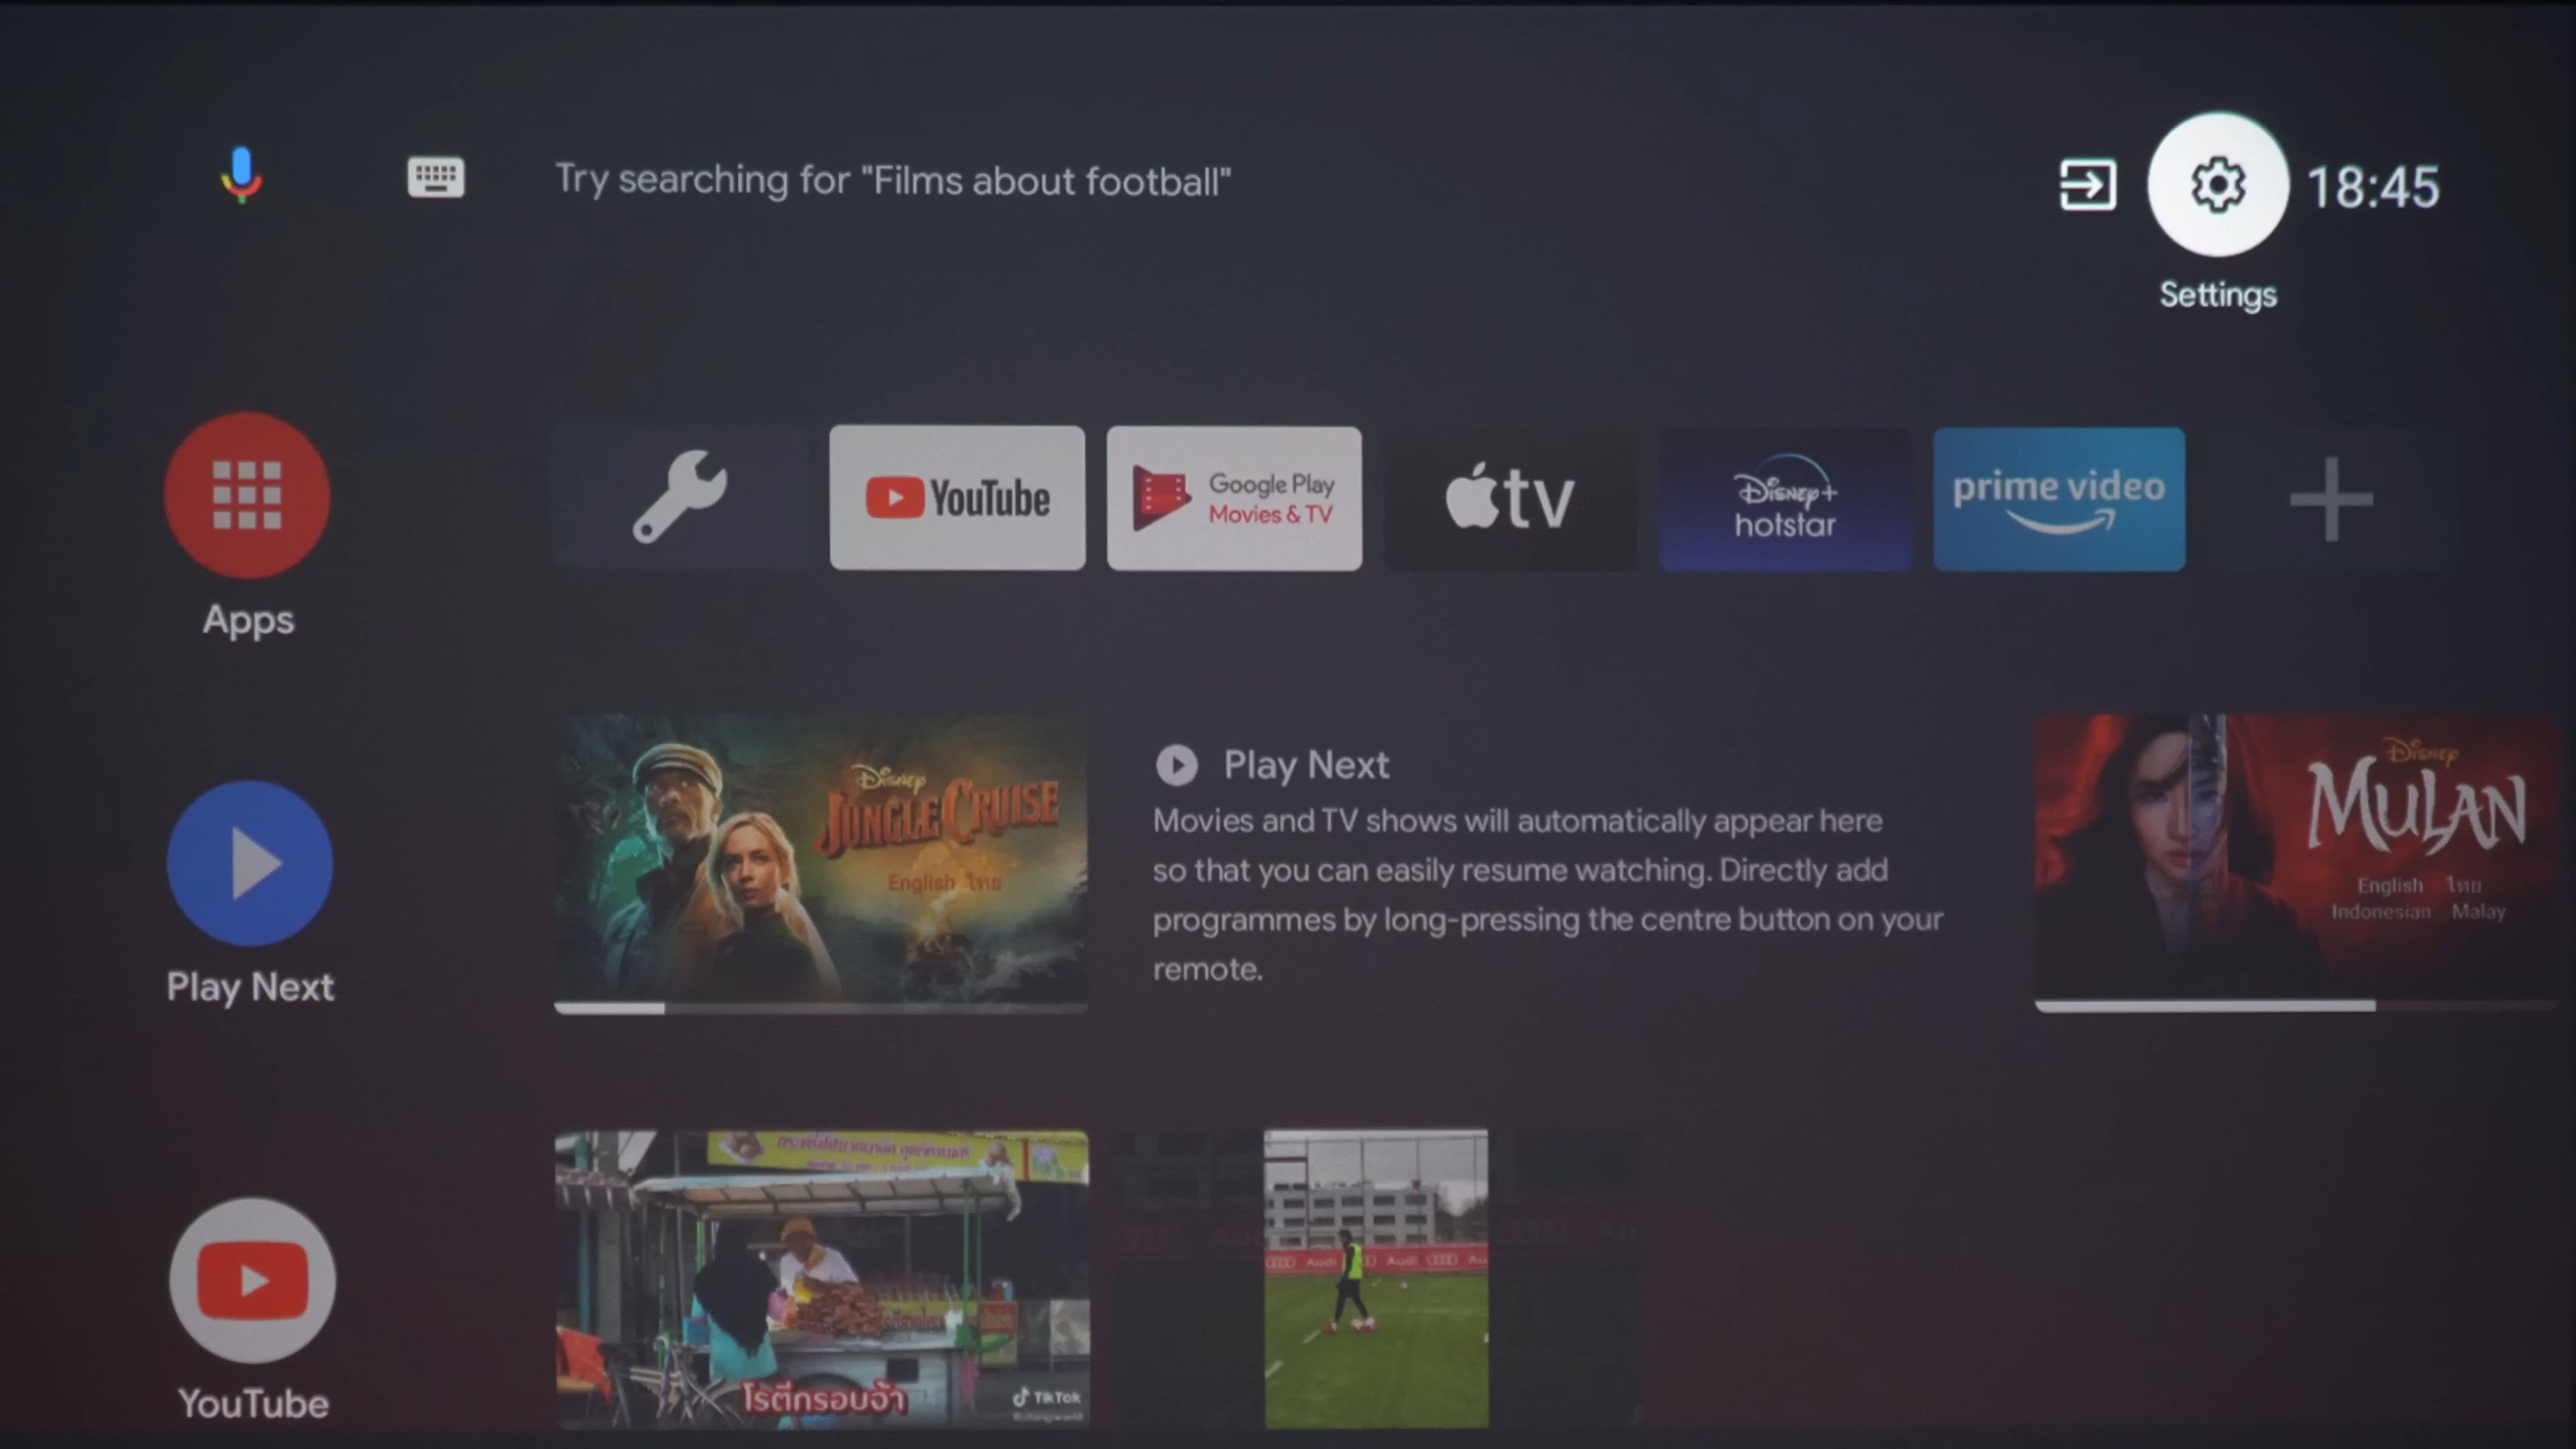 Try searching for "Films about football"
18:45
Settings
Apps
YouTube
Google Play
Movies & TV
tv
Disney+
hotstar
prime video
Play Next
Disney
JUNGLE CRUISE
English ไทย
Play Next
Movies and TV shows will automatically appear here
so that you can easily resume watching. Directly add
programmes by long-pressing the centre button on your
remote.
Disney
MULAN
English ไทย
Indonesian Malay
YouTube
โรตีกรอบจ้า
TikTok
Audi Audi